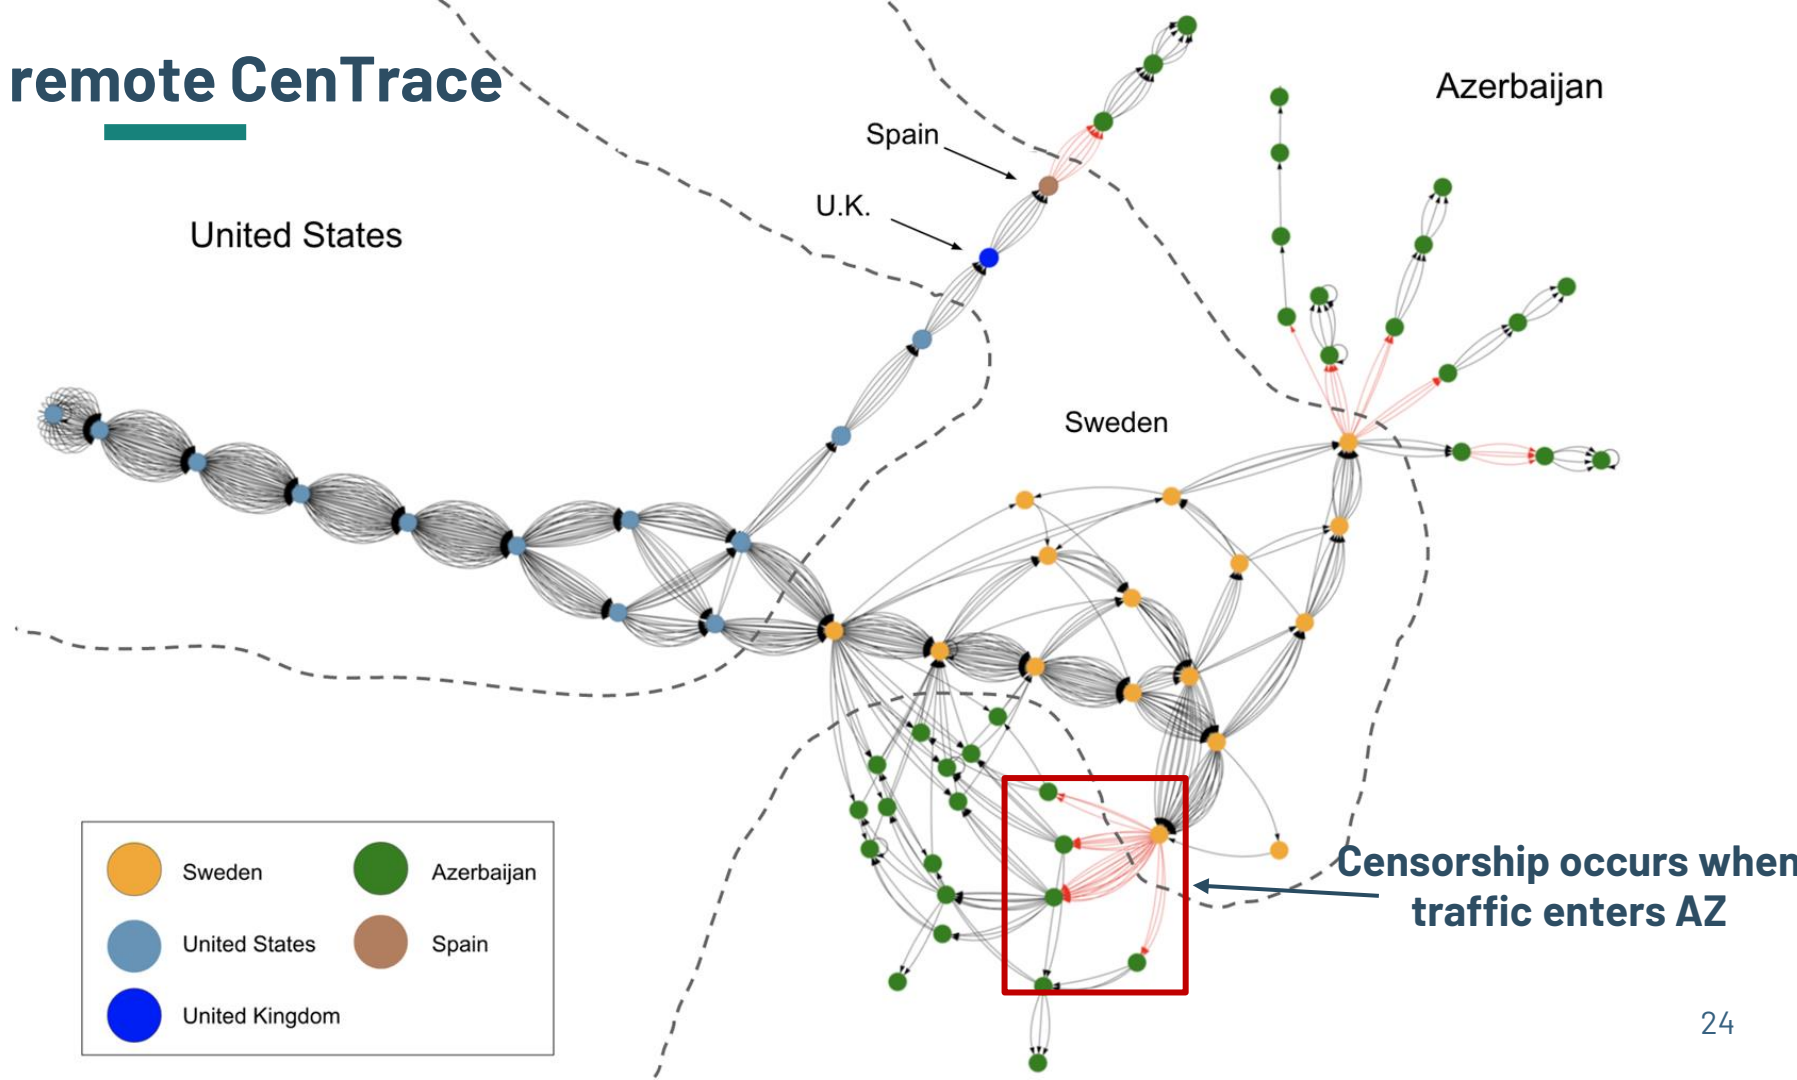 remote CenTrace
Azerbaijan
Spain
U.K.
United States
Sweden
Sweden
Azerbaijan
United States
Spain
United Kingdom
Censorship occurs when
traffic enters AZ
24